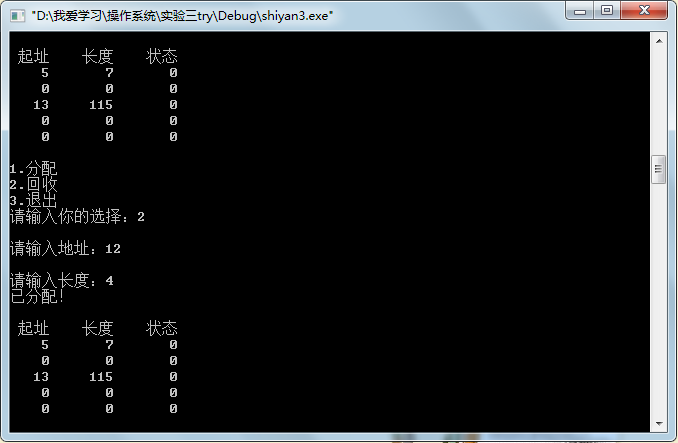 "D:\我爱学习\操作系统\实验三try\Debug\shiyan3.exe"
起址 长度 状态
5 7 0
0 0 0
13 115 0
0 0 0
0 0 0
1.分配
2.回收
3.退出
请输入你的选择：2
请输入地址：12
请输入长度：4
已分配！
起址 长度 状态
5 7 0
0 0 0
13 115 0
0 0 0
0 0 0